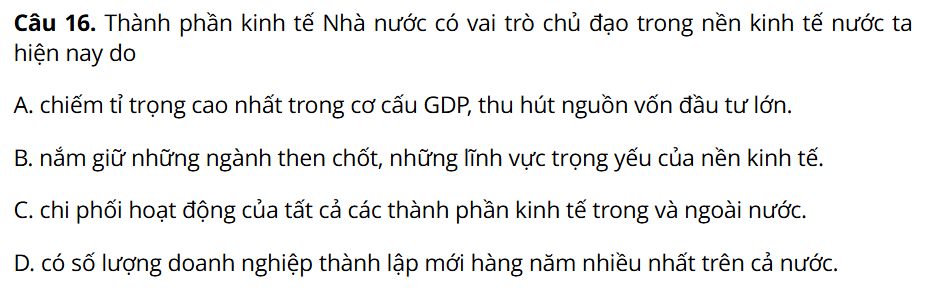 Câu 16. Thành phần kinh tế Nhà nước có vai trò chủ đạo trong nền kinh tế nước ta
hiện nay do
A. chiếm tỉ trọng cao nhất trong cơ cấu GDP, thu hút nguồn vốn đầu tư lớn.
B. nắm giữ những ngành then chốt, những lĩnh vực trọng yếu của nền kinh tế.
C. chi phối hoạt động của tất cả các thành phần kinh tế trong và ngoài nước.
D. có số lượng doanh nghiệp thành lập mới hàng năm nhiều nhất trên cả nước.